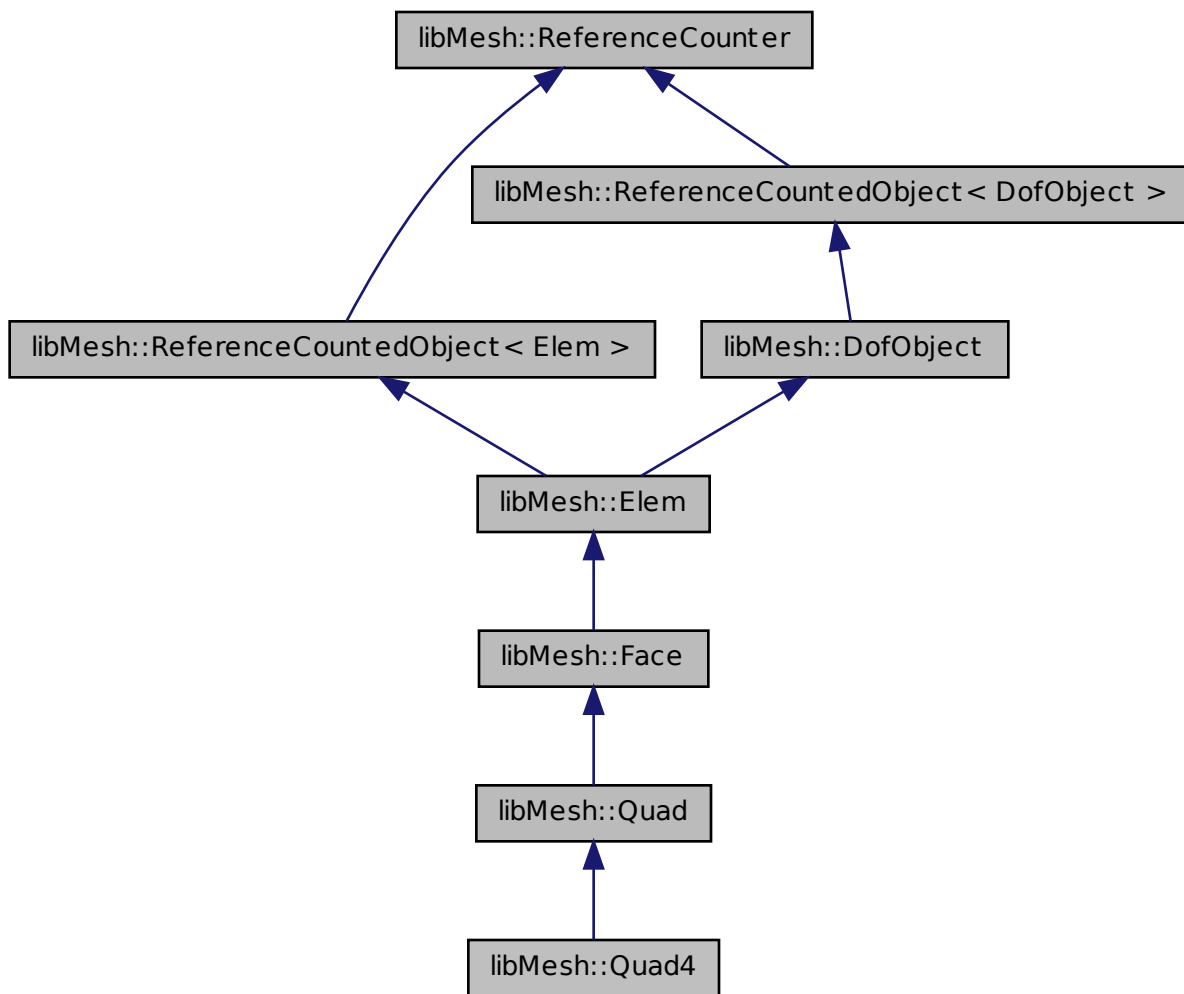 libMesh::ReferenceCounter
libMesh::ReferenceCountedObject< DofObject >
libMesh::ReferenceCountedObject< Elem >
libMesh::DofObject
libMesh::Elem
libMesh::Face
libMesh::Quad
libMesh::Quad4